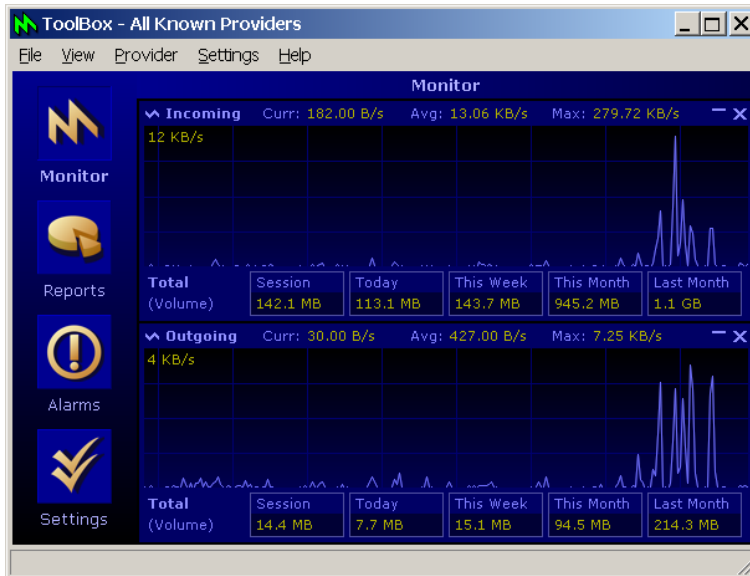 ToolBox - All Known Providers
File View Provider Settings Help
Monitor
Monitor
Reports
Alarms
Settings
Incoming Curr: 182.00 B/s Avg: 13.06 KB/s Max: 279.72 KB/s
12 KB/s
Total Session Today This Week This Month Last Month
(Volume) 142.1 MB 113.1 MB 143.7 MB 945.2 MB 1.1 GB
Outgoing Curr: 30.00 B/s Avg: 427.00 B/s Max: 7.25 KB/s
4 KB/s
Total Session Today This Week This Month Last Month
(Volume) 14.4 MB 7.7 MB 15.1 MB 94.5 MB 214.3 MB